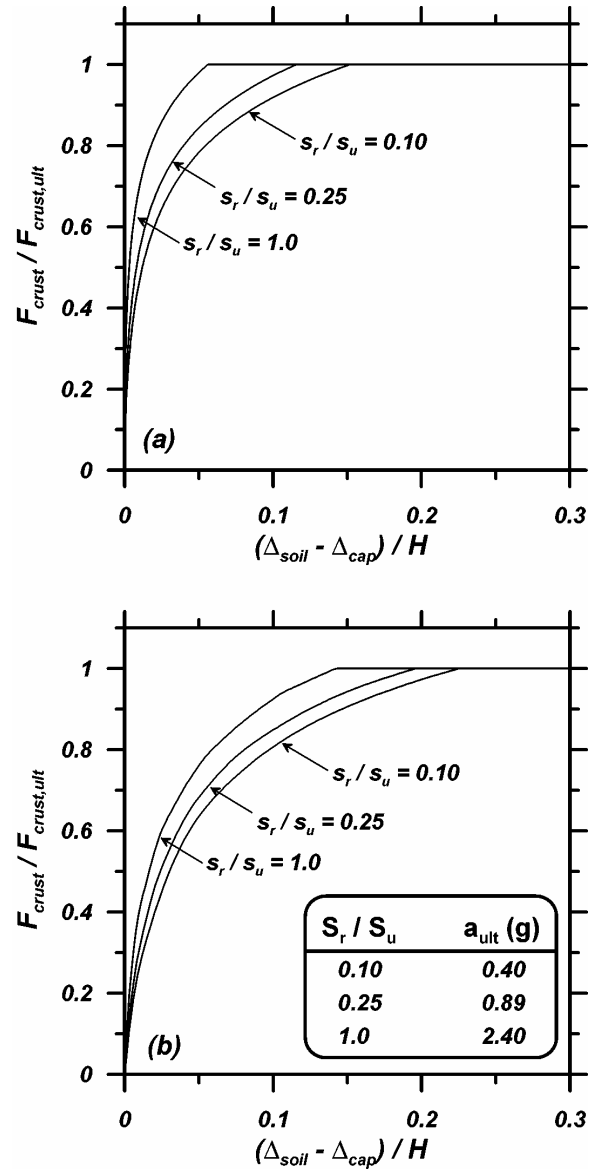 1
0.8
0.6
0.4
0.2
0
F_crust / F_crust,ult
s_r / s_u = 0.10
s_r / s_u = 0.25
s_r / s_u = 1.0
(a)
0 0.1 0.2 0.3
(Δ_soil - Δ_cap) / H
1
0.8
0.6
0.4
0.2
0
F_crust / F_crust,ult
s_r / s_u = 0.10
s_r / s_u = 0.25
s_r / s_u = 1.0
S_r / S_u a_ult (g)
0.10 0.40
0.25 0.89
1.0 2.40
(b)
0 0.1 0.2 0.3
(Δ_soil - Δ_cap) / H